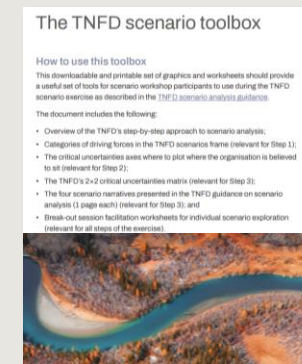 The TNFD scenario toolbox
How to use this toolbox
This downloadable and printable set of graphics and worksheets should provide
a useful set of tools for scenario workshop participants to use during the TNFD
scenario exercise as described in the TNFD scenario analysis guidance.
The document includes the following:
• Overview of the TNFD's step-by-step approach to scenario analysis;
• Categories of driving forces in the TNFD scenarios frame (relevant for Step 1);
• The critical uncertainties axes where to plot where the organisation is believed
to sit (relevant for Step 2);
• The TNFD's 2×2 critical uncertainties matrix (relevant for Step 3);
• The four scenario narratives presented in the TNFD guidance on scenario
analysis (1 page each) (relevant for Step 3); and
• Break-out session facilitation worksheets for individual scenario exploration
(relevant for all steps of the exercise).